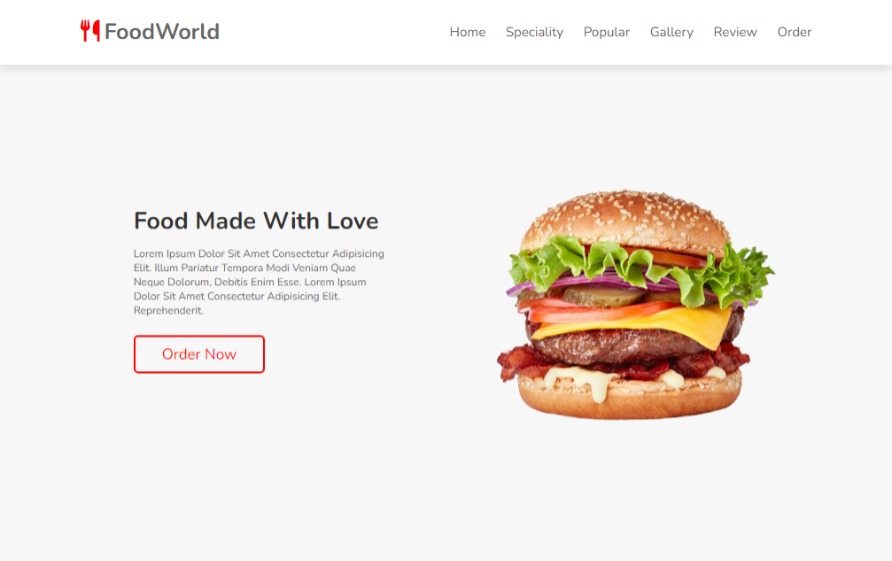 FoodWorld
Home Speciality Popular Gallery Review Order
Food Made With Love
Lorem Ipsum Dolor Sit Amet Consectetur Adipisicing
Elit. Illum Pariatur Tempora Modi Veniam Quae
Neque Dolorum, Debitis Enim Esse. Lorem Ipsum
Dolor Sit Amet Consectetur Adipisicing Elit.
Reprehenderit.
Order Now